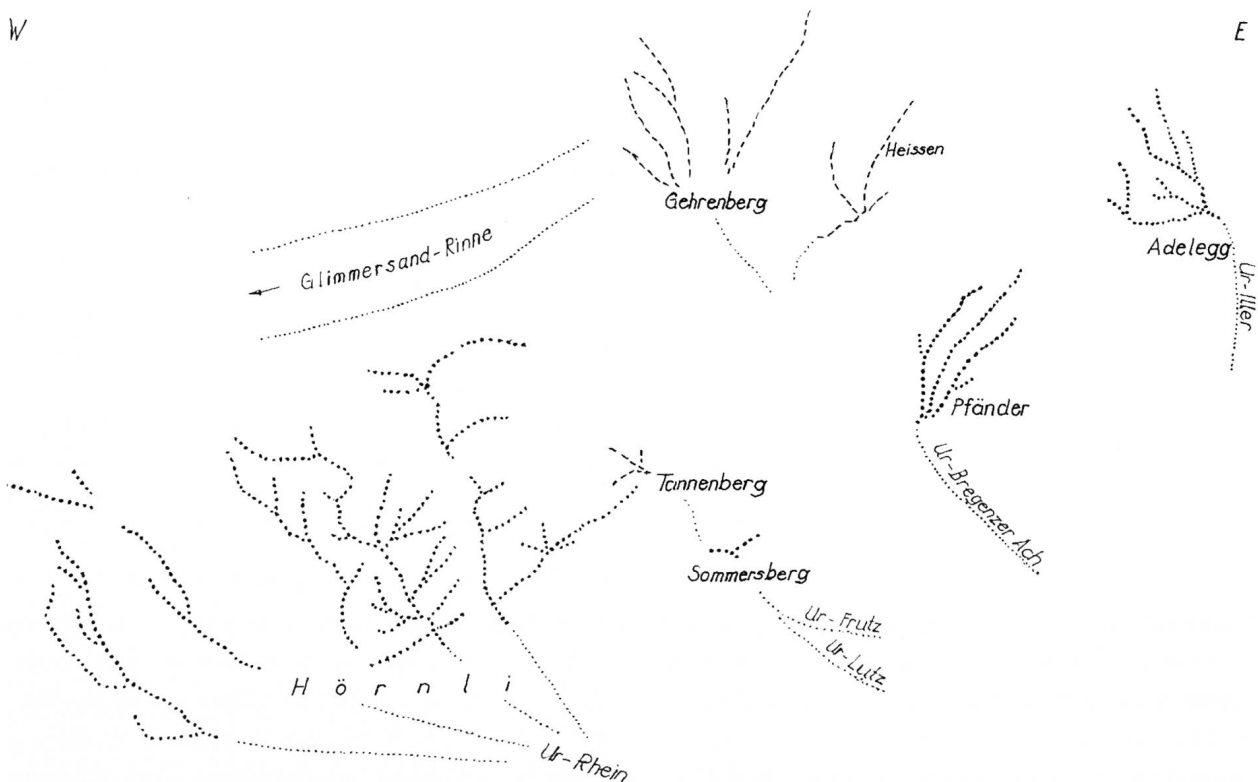 W
E
Heissen
Gehrenberg
Adelegg
Glimmersand-Rinne
Ur-Iller
Pfänder
Ur-Bregenzer Ach
Tannenberg
Sommersberg
Ur-Frutz
Ur-Lutz
Hörnli
Ur-Rhein